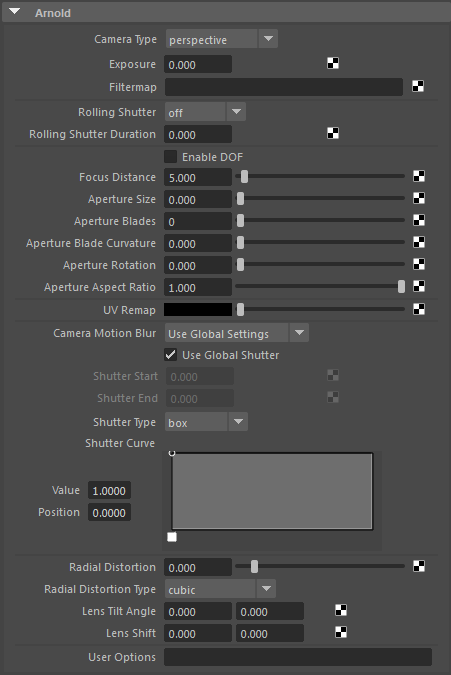 Arnold
Camera Type perspective
Exposure 0.000
Filtermap
Rolling Shutter off
Rolling Shutter Duration 0.000
Enable DOF
Focus Distance 5.000
Aperture Size 0.000
Aperture Blades 0
Aperture Blade Curvature 0.000
Aperture Rotation 0.000
Aperture Aspect Ratio 1.000
UV Remap
Camera Motion Blur Use Global Settings
Use Global Shutter
Shutter Start 0.000
Shutter End 0.000
Shutter Type box
Shutter Curve
Value 1.0000
Position 0.0000
Radial Distortion 0.000
Radial Distortion Type cubic
Lens Tilt Angle 0.000 0.000
Lens Shift 0.000 0.000
User Options